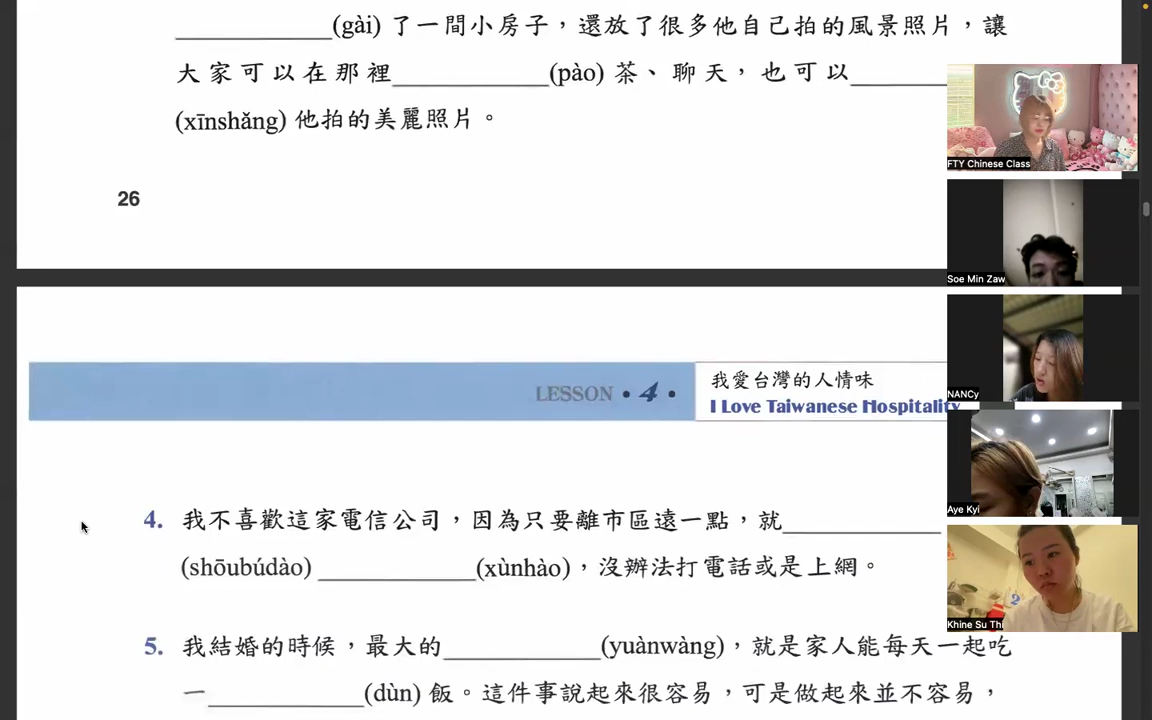 __________(gài) 了一間小房子，還放了很多他自己拍的風景照片，讓
大家可以在那裡__________(pào) 茶、聊天，也可以__________
(xīnshǎng) 他拍的美麗照片。
26
LESSON • 4 •
我愛台灣的人情味
I Love Taiwanese Hospitality
4. 我不喜歡這家電信公司，因為只要離市區遠一點，就__________
(shōubúdào) __________(xùnhào)，沒辦法打電話或是上網。
5. 我結婚的時候，最大的__________(yuànwàng)，就是家人能每天一起吃
一__________(dùn) 飯。這件事說起來很容易，可是做起來並不容易，
FTY Chinese Class
Soe Min Zaw
NANCy
Aye Kyi
Khine Su Thi
2